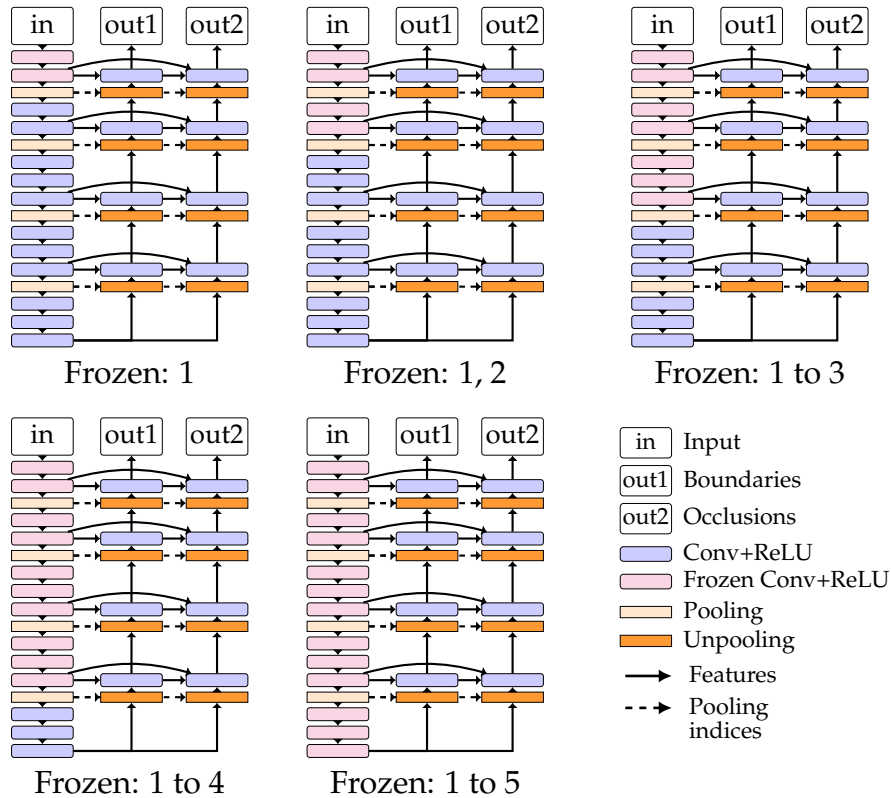 in out1 out2
in out1 out2
in out1 out2
Frozen: 1
Frozen: 1, 2
Frozen: 1 to 3
in out1 out2
in out1 out2
Frozen: 1 to 4
Frozen: 1 to 5
in Input
out1 Boundaries
out2 Occlusions
Conv+ReLU
Frozen Conv+ReLU
Pooling
Unpooling
Features
Pooling
indices